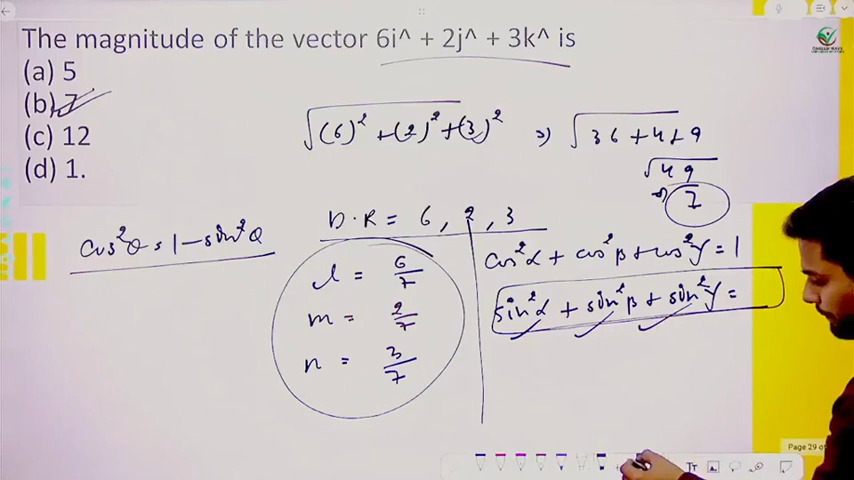 The magnitude of the vector 6i^ + 2j^ + 3k^ is
(a) 5
(b) 7
(c) 12
(d) 1.
√(6)² + (2)² + (3)² ⇒ √36 + 4 + 9
√49
⇒ 7
D.R = 6, 2, 3
cos²θ = 1 - sin²θ
l = 6/7
m = 2/7
n = 3/7
cos²α + cos²β + cos²γ = 1
sin²α + sin²β + sin²γ =
Page 29 of
Tт